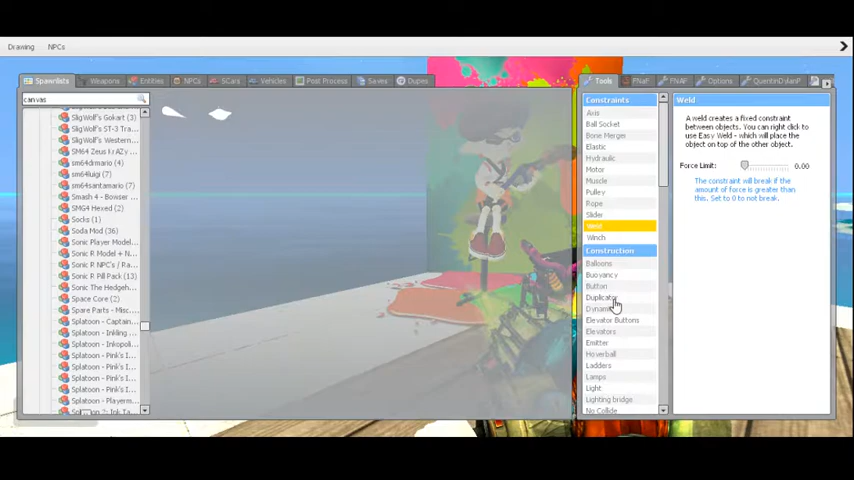 Drawing NPCs
Spawnlists Weapons Entities NPCs SCars Vehicles Post Process Saves Dupes
Tools FNaF FNAF Options QuentinDylanP
canvas
SligWolf's Gokart (3)
SligWolf's ST-3 Tra...
SligWolf's Western...
SM64 Zeus KrAZy ...
sm64drmario (4)
sm64luigi (7)
sm64santamario (7)
Smash 4 - Bowser ...
SMG4 Hexed (2)
Socks (1)
Soda Mod (36)
Sonic Player Model...
Sonic R Model + N...
Sonic R NPC's / Ra...
Sonic R Pill Pack (13)
Sonic The Hedgeh...
Space Core (2)
Spare Parts - Misc...
Splatoon - Captain...
Splatoon - Inkling ...
Splatoon - Inkopoli...
Splatoon - Pink's I...
Splatoon - Pink's I...
Splatoon - Pink's I...
Splatoon - Pink's I...
Splatoon - Playerm...
Splatoon 2: Ink Ta...
Constraints
Axis
Ball Socket
Bone Merger
Elastic
Hydraulic
Motor
Muscle
Pulley
Rope
Slider
Weld
Winch
Construction
Balloons
Buoyancy
Button
Duplicator
Elevator Buttons
Elevators
Emitter
Hoverball
Ladders
Lamps
Light
Lighting bridge
No Collide
Weld
A weld creates a fixed constraint
between objects. You can right click to
use Easy Weld - which will place the
object on top of the other object.
Force Limit: 0.00
The constraint will break if the
amount of force is greater than
this. Set to 0 to not break.